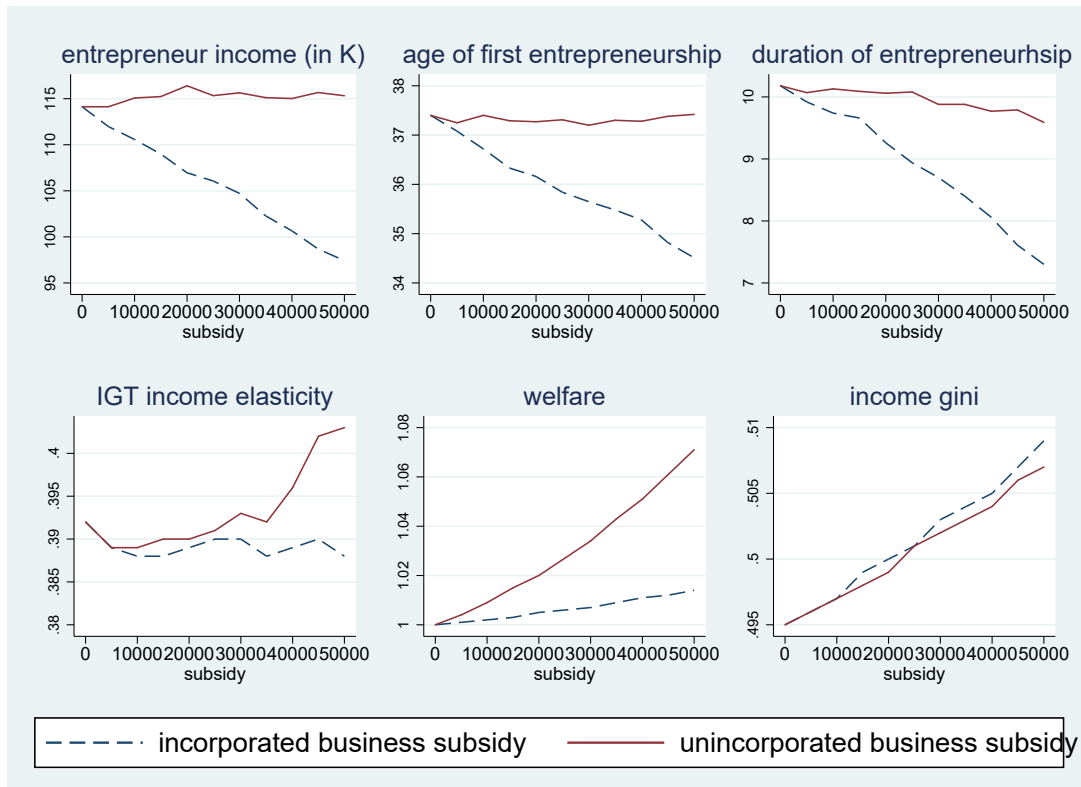 entrepreneur income (in K)
115
110
105
100
95
0 10000 20000 30000 40000 50000
subsidy
age of first entrepreneurship
38
37
36
35
34
0 10000 20000 30000 40000 50000
subsidy
duration of entrepreneurhsip
10
9
8
7
0 10000 20000 30000 40000 50000
subsidy
IGT income elasticity
.4
.395
.39
.385
.38
0 10000 20000 30000 40000 50000
subsidy
welfare
1.08
1.06
1.04
1.02
1
0 10000 20000 30000 40000 50000
subsidy
income gini
.51
.505
.5
.495
0 10000 20000 30000 40000 50000
subsidy
incorporated business subsidy
unincorporated business subsidy